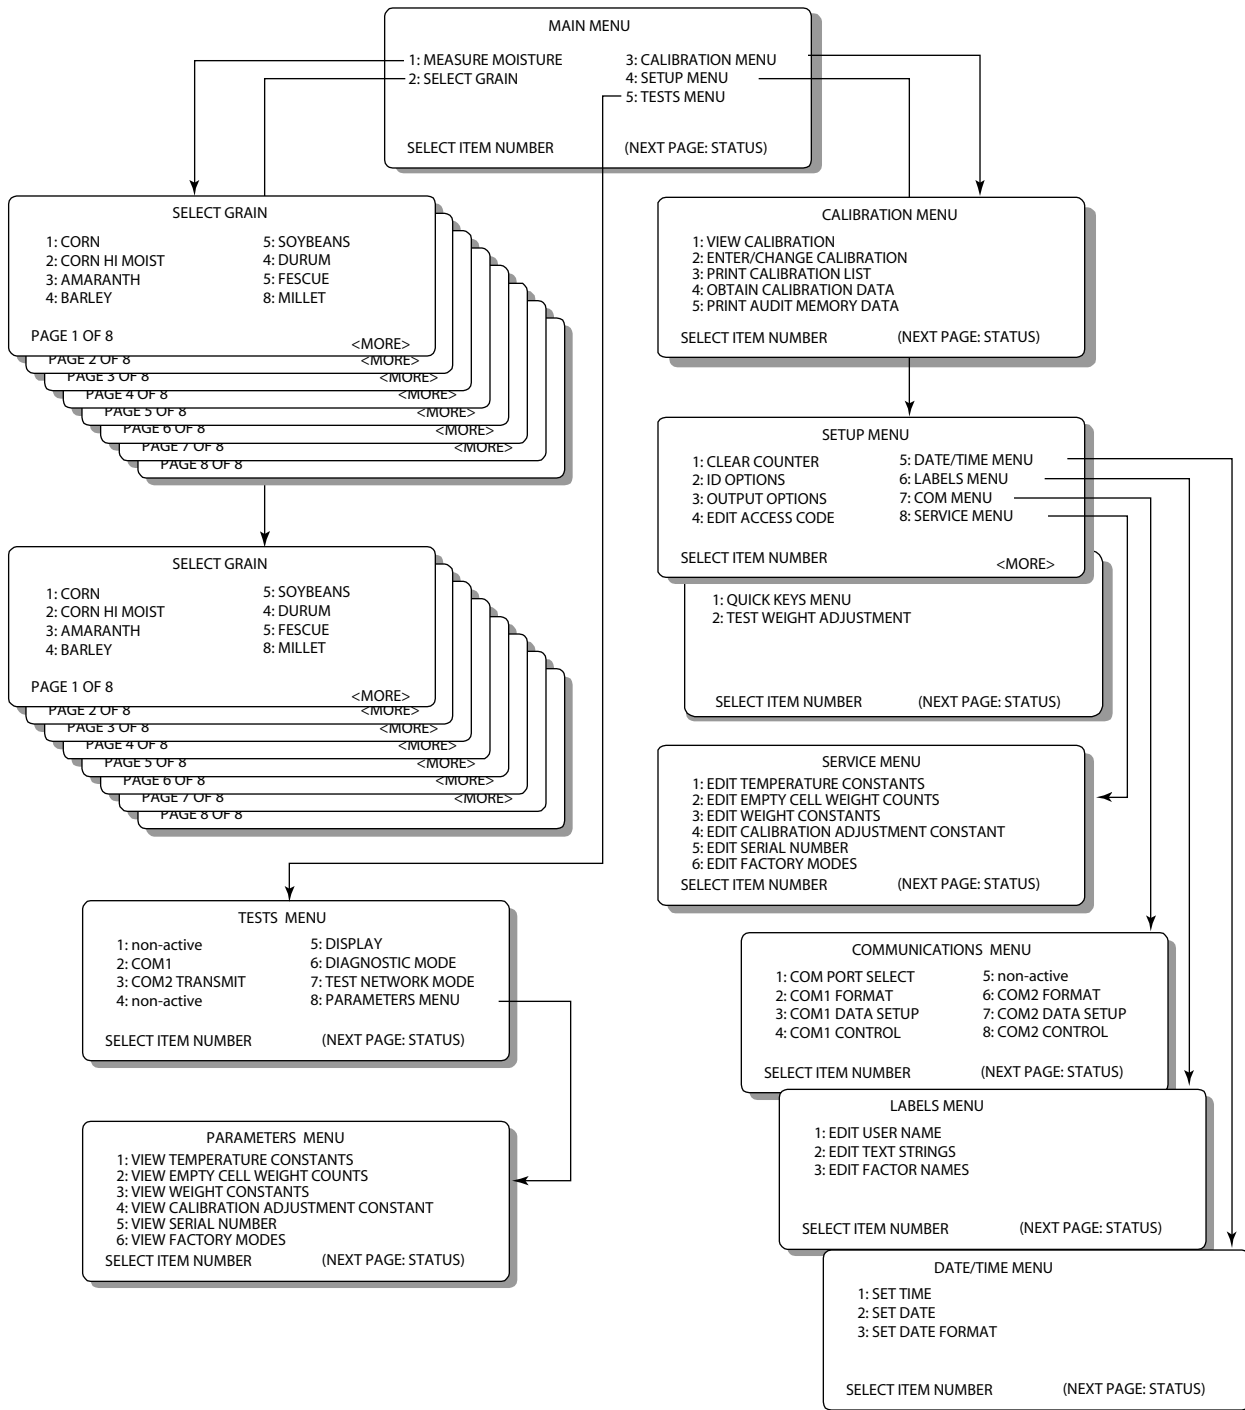 MAIN MENU
1: MEASURE MOISTURE
2: SELECT GRAIN
3: CALIBRATION MENU
4: SETUP MENU
5: TESTS MENU
SELECT ITEM NUMBER (NEXT PAGE: STATUS)
SELECT GRAIN
1: CORN
2: CORN HI MOIST
3: AMARANTH
4: BARLEY
5: SOYBEANS
4: DURUM
5: FESCUE
8: MILLET
PAGE 1 OF 8 <MORE>
PAGE 2 OF 8 <MORE>
PAGE 3 OF 8 <MORE>
PAGE 4 OF 8 <MORE>
PAGE 5 OF 8 <MORE>
PAGE 6 OF 8 <MORE>
PAGE 7 OF 8 <MORE>
PAGE 8 OF 8
SELECT GRAIN
1: CORN
2: CORN HI MOIST
3: AMARANTH
4: BARLEY
5: SOYBEANS
4: DURUM
5: FESCUE
8: MILLET
PAGE 1 OF 8 <MORE>
PAGE 2 OF 8 <MORE>
PAGE 3 OF 8 <MORE>
PAGE 4 OF 8 <MORE>
PAGE 5 OF 8 <MORE>
PAGE 6 OF 8 <MORE>
PAGE 7 OF 8 <MORE>
PAGE 8 OF 8
TESTS MENU
1: non-active
2: COM1
3: COM2 TRANSMIT
4: non-active
5: DISPLAY
6: DIAGNOSTIC MODE
7: TEST NETWORK MODE
8: PARAMETERS MENU
SELECT ITEM NUMBER (NEXT PAGE: STATUS)
PARAMETERS MENU
1: VIEW TEMPERATURE CONSTANTS
2: VIEW EMPTY CELL WEIGHT COUNTS
3: VIEW WEIGHT CONSTANTS
4: VIEW CALIBRATION ADJUSTMENT CONSTANT
5: VIEW SERIAL NUMBER
6: VIEW FACTORY MODES
SELECT ITEM NUMBER (NEXT PAGE: STATUS)
CALIBRATION MENU
1: VIEW CALIBRATION
2: ENTER/CHANGE CALIBRATION
3: PRINT CALIBRATION LIST
4: OBTAIN CALIBRATION DATA
5: PRINT AUDIT MEMORY DATA
SELECT ITEM NUMBER (NEXT PAGE: STATUS)
SETUP MENU
1: CLEAR COUNTER
2: ID OPTIONS
3: OUTPUT OPTIONS
4: EDIT ACCESS CODE
5: DATE/TIME MENU
6: LABELS MENU
7: COM MENU
8: SERVICE MENU
SELECT ITEM NUMBER <MORE>
1: QUICK KEYS MENU
2: TEST WEIGHT ADJUSTMENT
SELECT ITEM NUMBER (NEXT PAGE: STATUS)
SERVICE MENU
1: EDIT TEMPERATURE CONSTANTS
2: EDIT EMPTY CELL WEIGHT COUNTS
3: EDIT WEIGHT CONSTANTS
4: EDIT CALIBRATION ADJUSTMENT CONSTANT
5: EDIT SERIAL NUMBER
6: EDIT FACTORY MODES
SELECT ITEM NUMBER (NEXT PAGE: STATUS)
COMMUNICATIONS MENU
1: COM PORT SELECT
2: COM1 FORMAT
3: COM1 DATA SETUP
4: COM1 CONTROL
5: non-active
6: COM2 FORMAT
7: COM2 DATA SETUP
8: COM2 CONTROL
SELECT ITEM NUMBER (NEXT PAGE: STATUS)
LABELS MENU
1: EDIT USER NAME
2: EDIT TEXT STRINGS
3: EDIT FACTOR NAMES
SELECT ITEM NUMBER (NEXT PAGE: STATUS)
DATE/TIME MENU
1: SET TIME
2: SET DATE
3: SET DATE FORMAT
SELECT ITEM NUMBER (NEXT PAGE: STATUS)